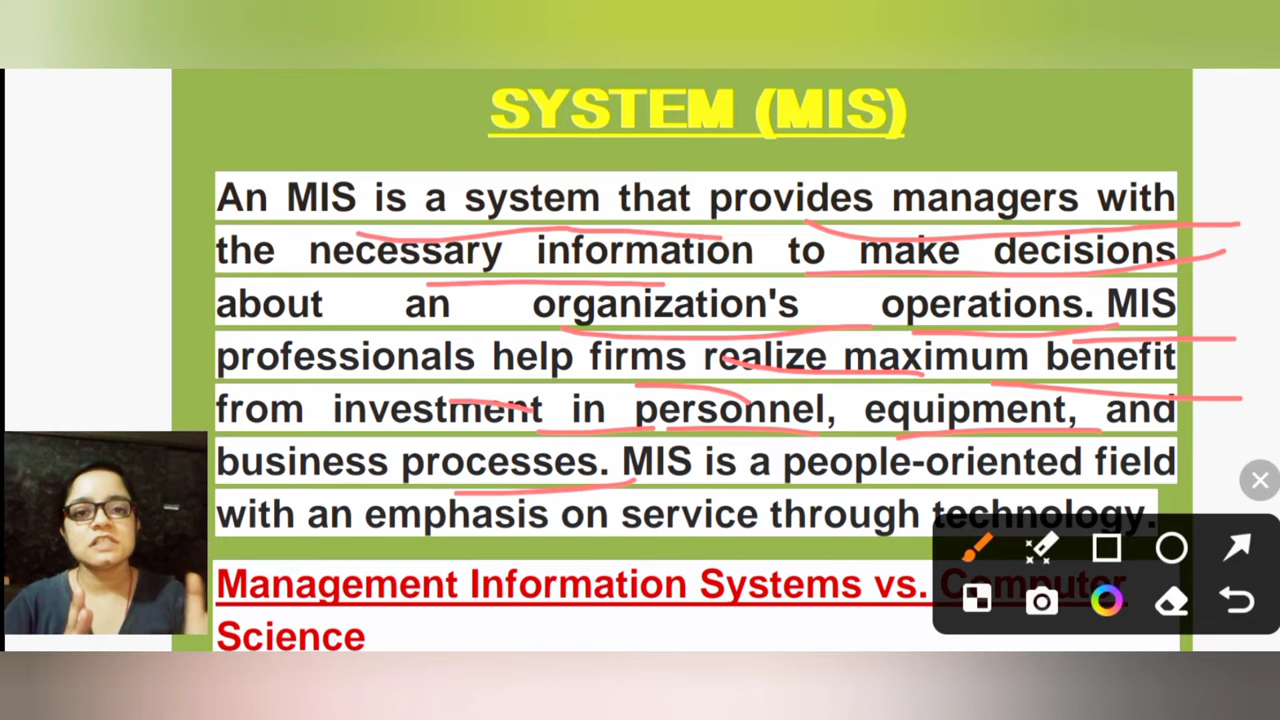 SYSTEM (MIS)
An MIS is a system that provides managers with
the necessary information to make decisions
about an organization's operations. MIS
professionals help firms realize maximum benefit
from investment in personnel, equipment, and
business processes. MIS is a people-oriented field
with an emphasis on service through technology.
Management Information Systems vs. Computer
Science